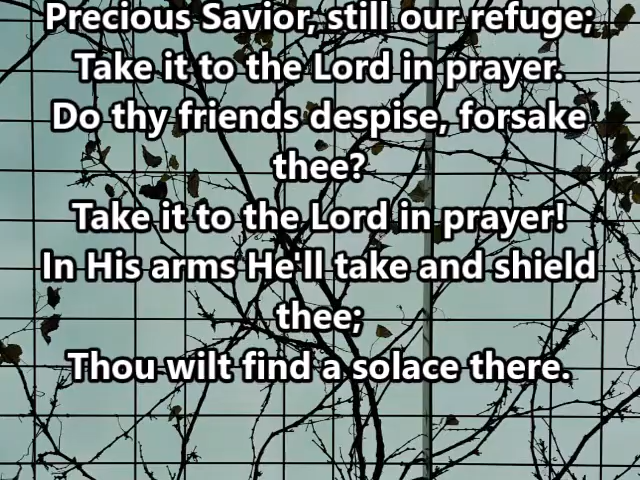 Precious Savior, still our refuge;
Take it to the Lord in prayer.
Do thy friends despise, forsake
thee?
Take it to the Lord in prayer!
In His arms He'll take and shield
thee;
Thou wilt find a solace there.